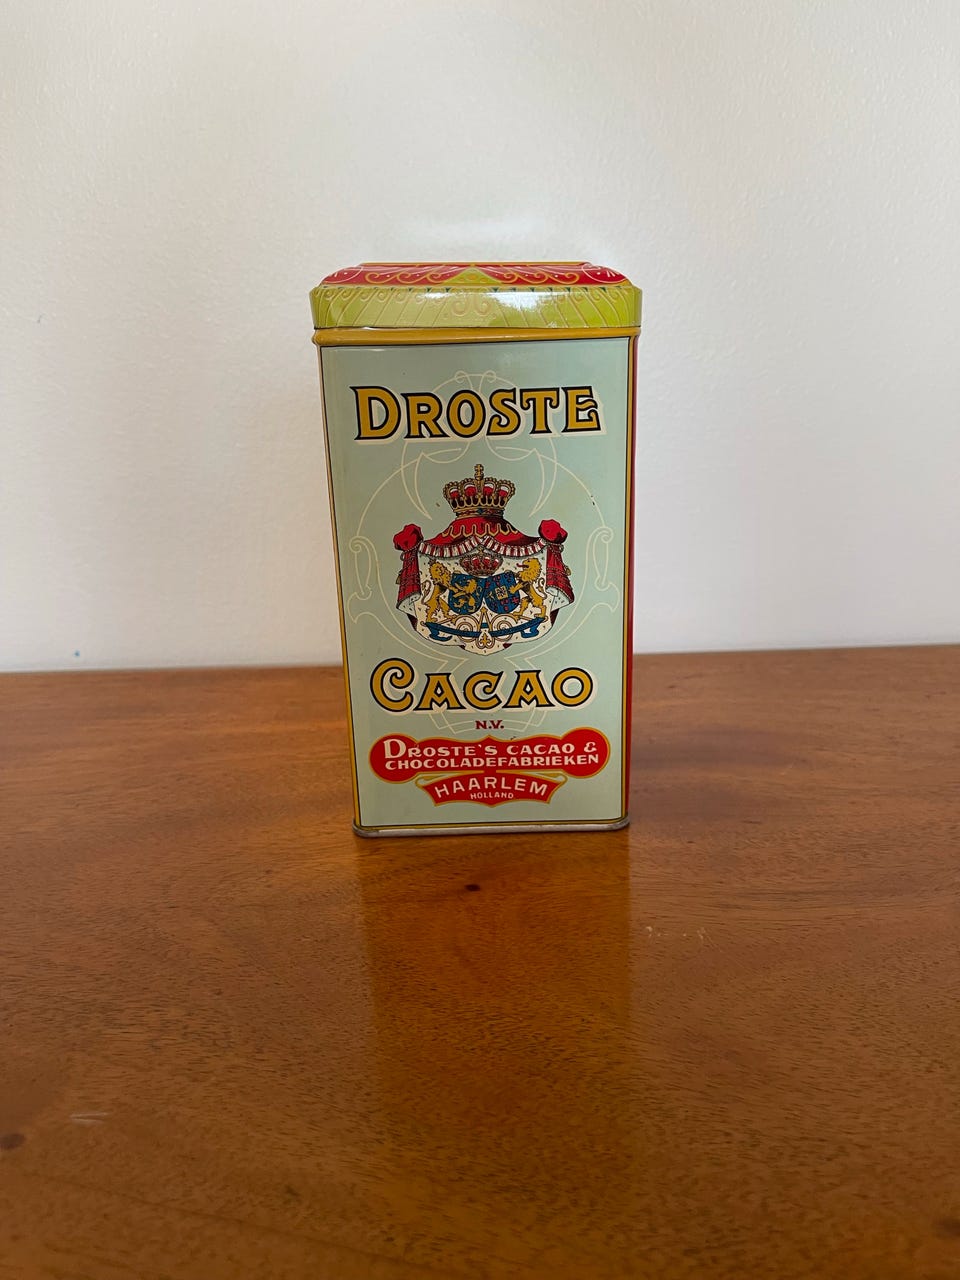 DROSTE
CACAO
N.V.
DROSTE'S CACAO &
CHOCOLADEFABRIEKEN
HAARLEM
HOLLAND